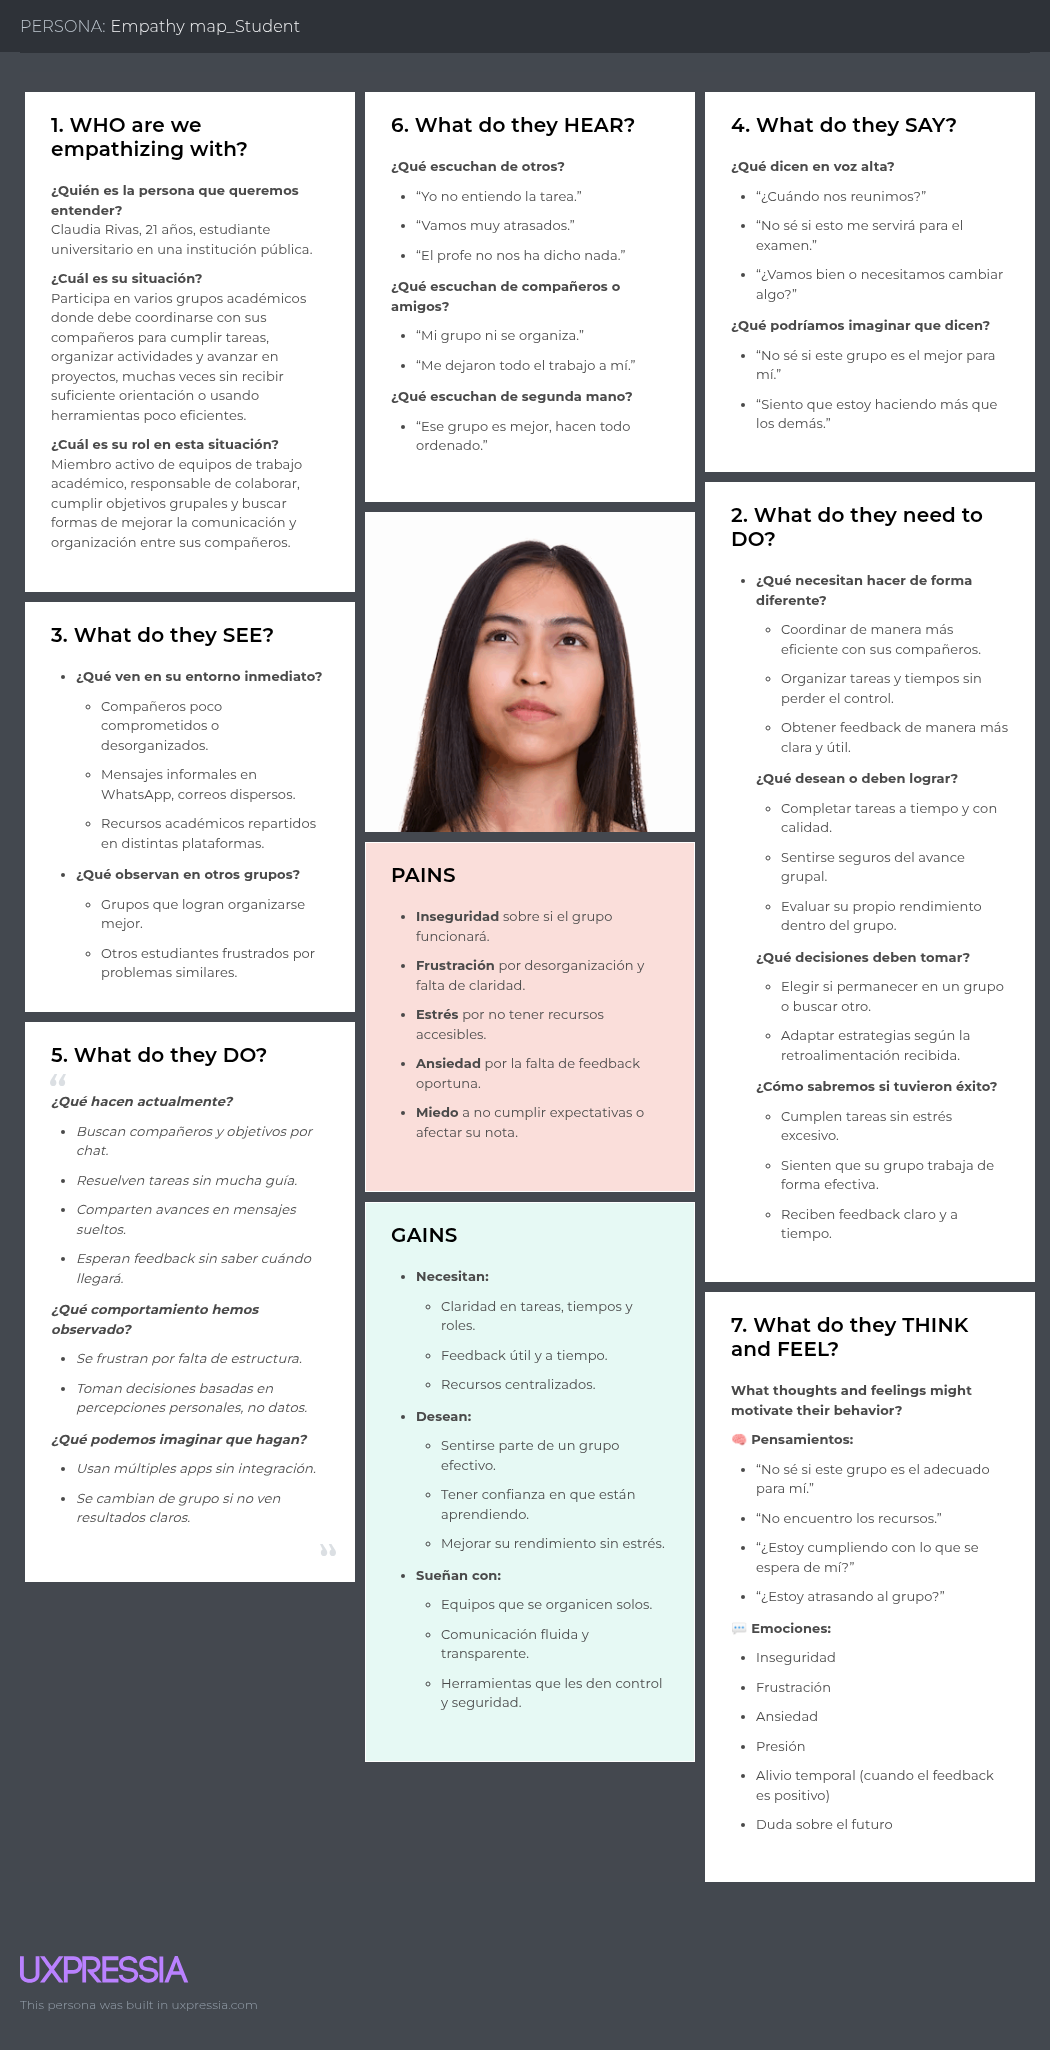 PERSONA: Empathy map_Student
1. WHO are we
empathizing with?
¿Quién es la persona que queremos
entender?
Claudia Rivas, 21 años, estudiante
universitario en una institución pública.
¿Cuál es su situación?
Participa en varios grupos académicos
donde debe coordinarse con sus
compañeros para cumplir tareas,
organizar actividades y avanzar en
proyectos, muchas veces sin recibir
suficiente orientación o usando
herramientas poco eficientes.
¿Cuál es su rol en esta situación?
Miembro activo de equipos de trabajo
académico, responsable de colaborar,
cumplir objetivos grupales y buscar
formas de mejorar la comunicación y
organización entre sus compañeros.
3. What do they SEE?
• ¿Qué ven en su entorno inmediato?
◦ Compañeros poco
comprometidos o
desorganizados.
◦ Mensajes informales en
WhatsApp, correos dispersos.
◦ Recursos académicos repartidos
en distintas plataformas.
• ¿Qué observan en otros grupos?
◦ Grupos que logran organizarse
mejor.
◦ Otros estudiantes frustrados por
problemas similares.
5. What do they DO?
“
¿Qué hacen actualmente?
• Buscan compañeros y objetivos por
chat.
• Resuelven tareas sin mucha guía.
• Comparten avances en mensajes
sueltos.
• Esperan feedback sin saber cuándo
llegará.
¿Qué comportamiento hemos
observado?
• Se frustran por falta de estructura.
• Toman decisiones basadas en
percepciones personales, no datos.
¿Qué podemos imaginar que hagan?
• Usan múltiples apps sin integración.
• Se cambian de grupo si no ven
resultados claros.
”
6. What do they HEAR?
¿Qué escuchan de otros?
• “Yo no entiendo la tarea.”
• “Vamos muy atrasados.”
• “El profe no nos ha dicho nada.”
¿Qué escuchan de compañeros o
amigos?
• “Mi grupo ni se organiza.”
• “Me dejaron todo el trabajo a mí.”
¿Qué escuchan de segunda mano?
• “Ese grupo es mejor, hacen todo
ordenado.”
PAINS
• Inseguridad sobre si el grupo
funcionará.
• Frustración por desorganización y
falta de claridad.
• Estrés por no tener recursos
accesibles.
• Ansiedad por la falta de feedback
oportuna.
• Miedo a no cumplir expectativas o
afectar su nota.
GAINS
• Necesitan:
◦ Claridad en tareas, tiempos y
roles.
◦ Feedback útil y a tiempo.
◦ Recursos centralizados.
• Desean:
◦ Sentirse parte de un grupo
efectivo.
◦ Tener confianza en que están
aprendiendo.
◦ Mejorar su rendimiento sin estrés.
• Sueñan con:
◦ Equipos que se organicen solos.
◦ Comunicación fluida y
transparente.
◦ Herramientas que les den control
y seguridad.
4. What do they SAY?
¿Qué dicen en voz alta?
• “¿Cuándo nos reunimos?”
• “No sé si esto me servirá para el
examen.”
• “¿Vamos bien o necesitamos cambiar
algo?”
¿Qué podríamos imaginar que dicen?
• “No sé si este grupo es el mejor para
mí.”
• “Siento que estoy haciendo más que
los demás.”
2. What do they need to
DO?
• ¿Qué necesitan hacer de forma
diferente?
◦ Coordinar de manera más
eficiente con sus compañeros.
◦ Organizar tareas y tiempos sin
perder el control.
◦ Obtener feedback de manera más
clara y útil.
¿Qué desean o deben lograr?
◦ Completar tareas a tiempo y con
calidad.
◦ Sentirse seguros del avance
grupal.
◦ Evaluar su propio rendimiento
dentro del grupo.
¿Qué decisiones deben tomar?
◦ Elegir si permanecer en un grupo
o buscar otro.
◦ Adaptar estrategias según la
retroalimentación recibida.
¿Cómo sabremos si tuvieron éxito?
◦ Cumplen tareas sin estrés
excesivo.
◦ Sienten que su grupo trabaja de
forma efectiva.
◦ Reciben feedback claro y a
tiempo.
7. What do they THINK
and FEEL?
What thoughts and feelings might
motivate their behavior?
🧠 Pensamientos:
• “No sé si este grupo es el adecuado
para mí.”
• “No encuentro los recursos.”
• “¿Estoy cumpliendo con lo que se
espera de mí?”
• “¿Estoy atrasando al grupo?”
💬 Emociones:
• Inseguridad
• Frustración
• Ansiedad
• Presión
• Alivio temporal (cuando el feedback
es positivo)
• Duda sobre el futuro
UXPRESSIA
This persona was built in uxpressia.com